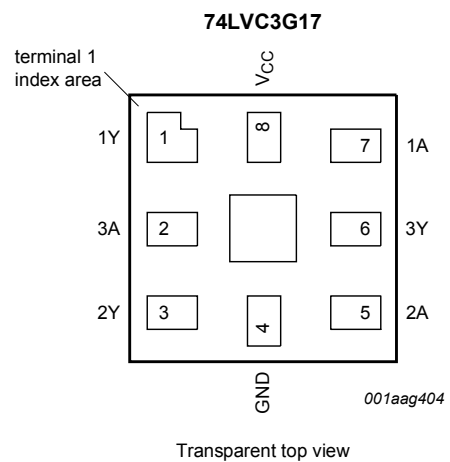 74LVC3G17
terminal 1
index area
VCC
1Y 1 8 7 1A
3A 2 6 3Y
2Y 3 4 5 2A
GND
001aag404
Transparent top view